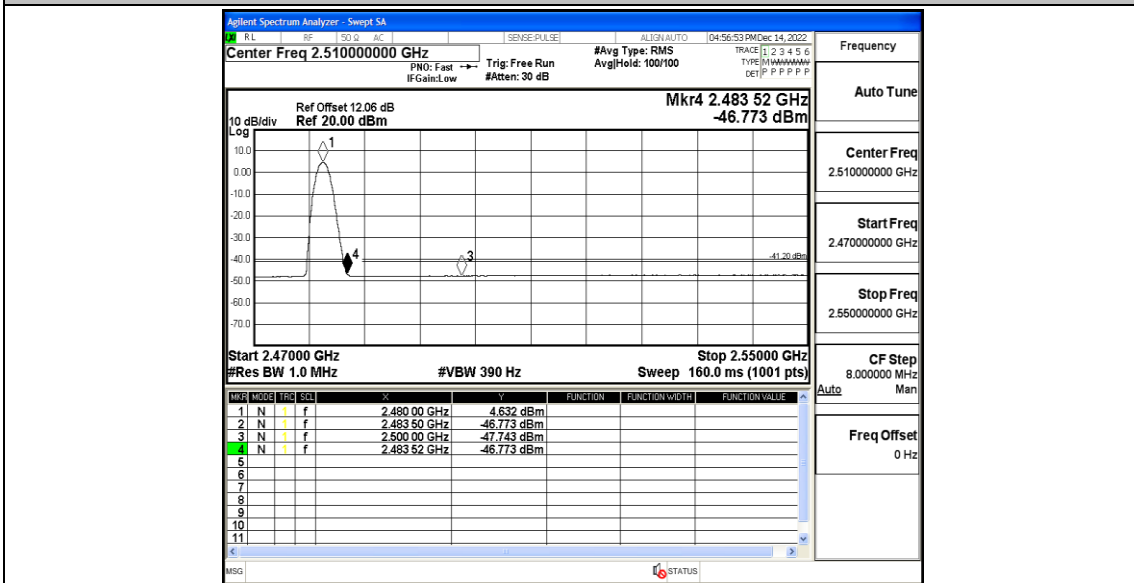 Agilent Spectrum Analyzer - Swept SA
LXI RL RF 50 Ω AC SENSE:PULSE ALIGN AUTO 04:56:53 PM Dec 14, 2022
Center Freq 2.510000000 GHz
#Avg Type: RMS
TRACE 1 2 3 4 5 6
PNO: Fast
Trig: Free Run
Avg|Hold: 100/100
TYPE M WWWWW
IFGain:Low
#Atten: 30 dB
DET P P P P P P
Mkr4 2.483 52 GHz
Ref Offset 12.06 dB
10 dB/div
Ref 20.00 dBm
-46.773 dBm
Log
10.0
0.00
-10.0
-20.0
-30.0
-40.0
-50.0
-60.0
-70.0
1
4
3
-41.20 dBm
Start 2.47000 GHz
Stop 2.55000 GHz
#Res BW 1.0 MHz
#VBW 390 Hz
Sweep 160.0 ms (1001 pts)
MKR MODE TRC SCL X Y FUNCTION FUNCTION WIDTH FUNCTION VALUE
1 N 1 f 2.480 00 GHz 4.632 dBm
2 N 1 f 2.483 50 GHz -46.773 dBm
3 N 1 f 2.500 00 GHz -47.743 dBm
4 N 1 f 2.483 52 GHz -46.773 dBm
5
6
7
8
9
10
11
MSG
STATUS
Frequency
Auto Tune
Center Freq
2.510000000 GHz
Start Freq
2.470000000 GHz
Stop Freq
2.550000000 GHz
CF Step
8.000000 MHz
Auto Man
Freq Offset
0 Hz